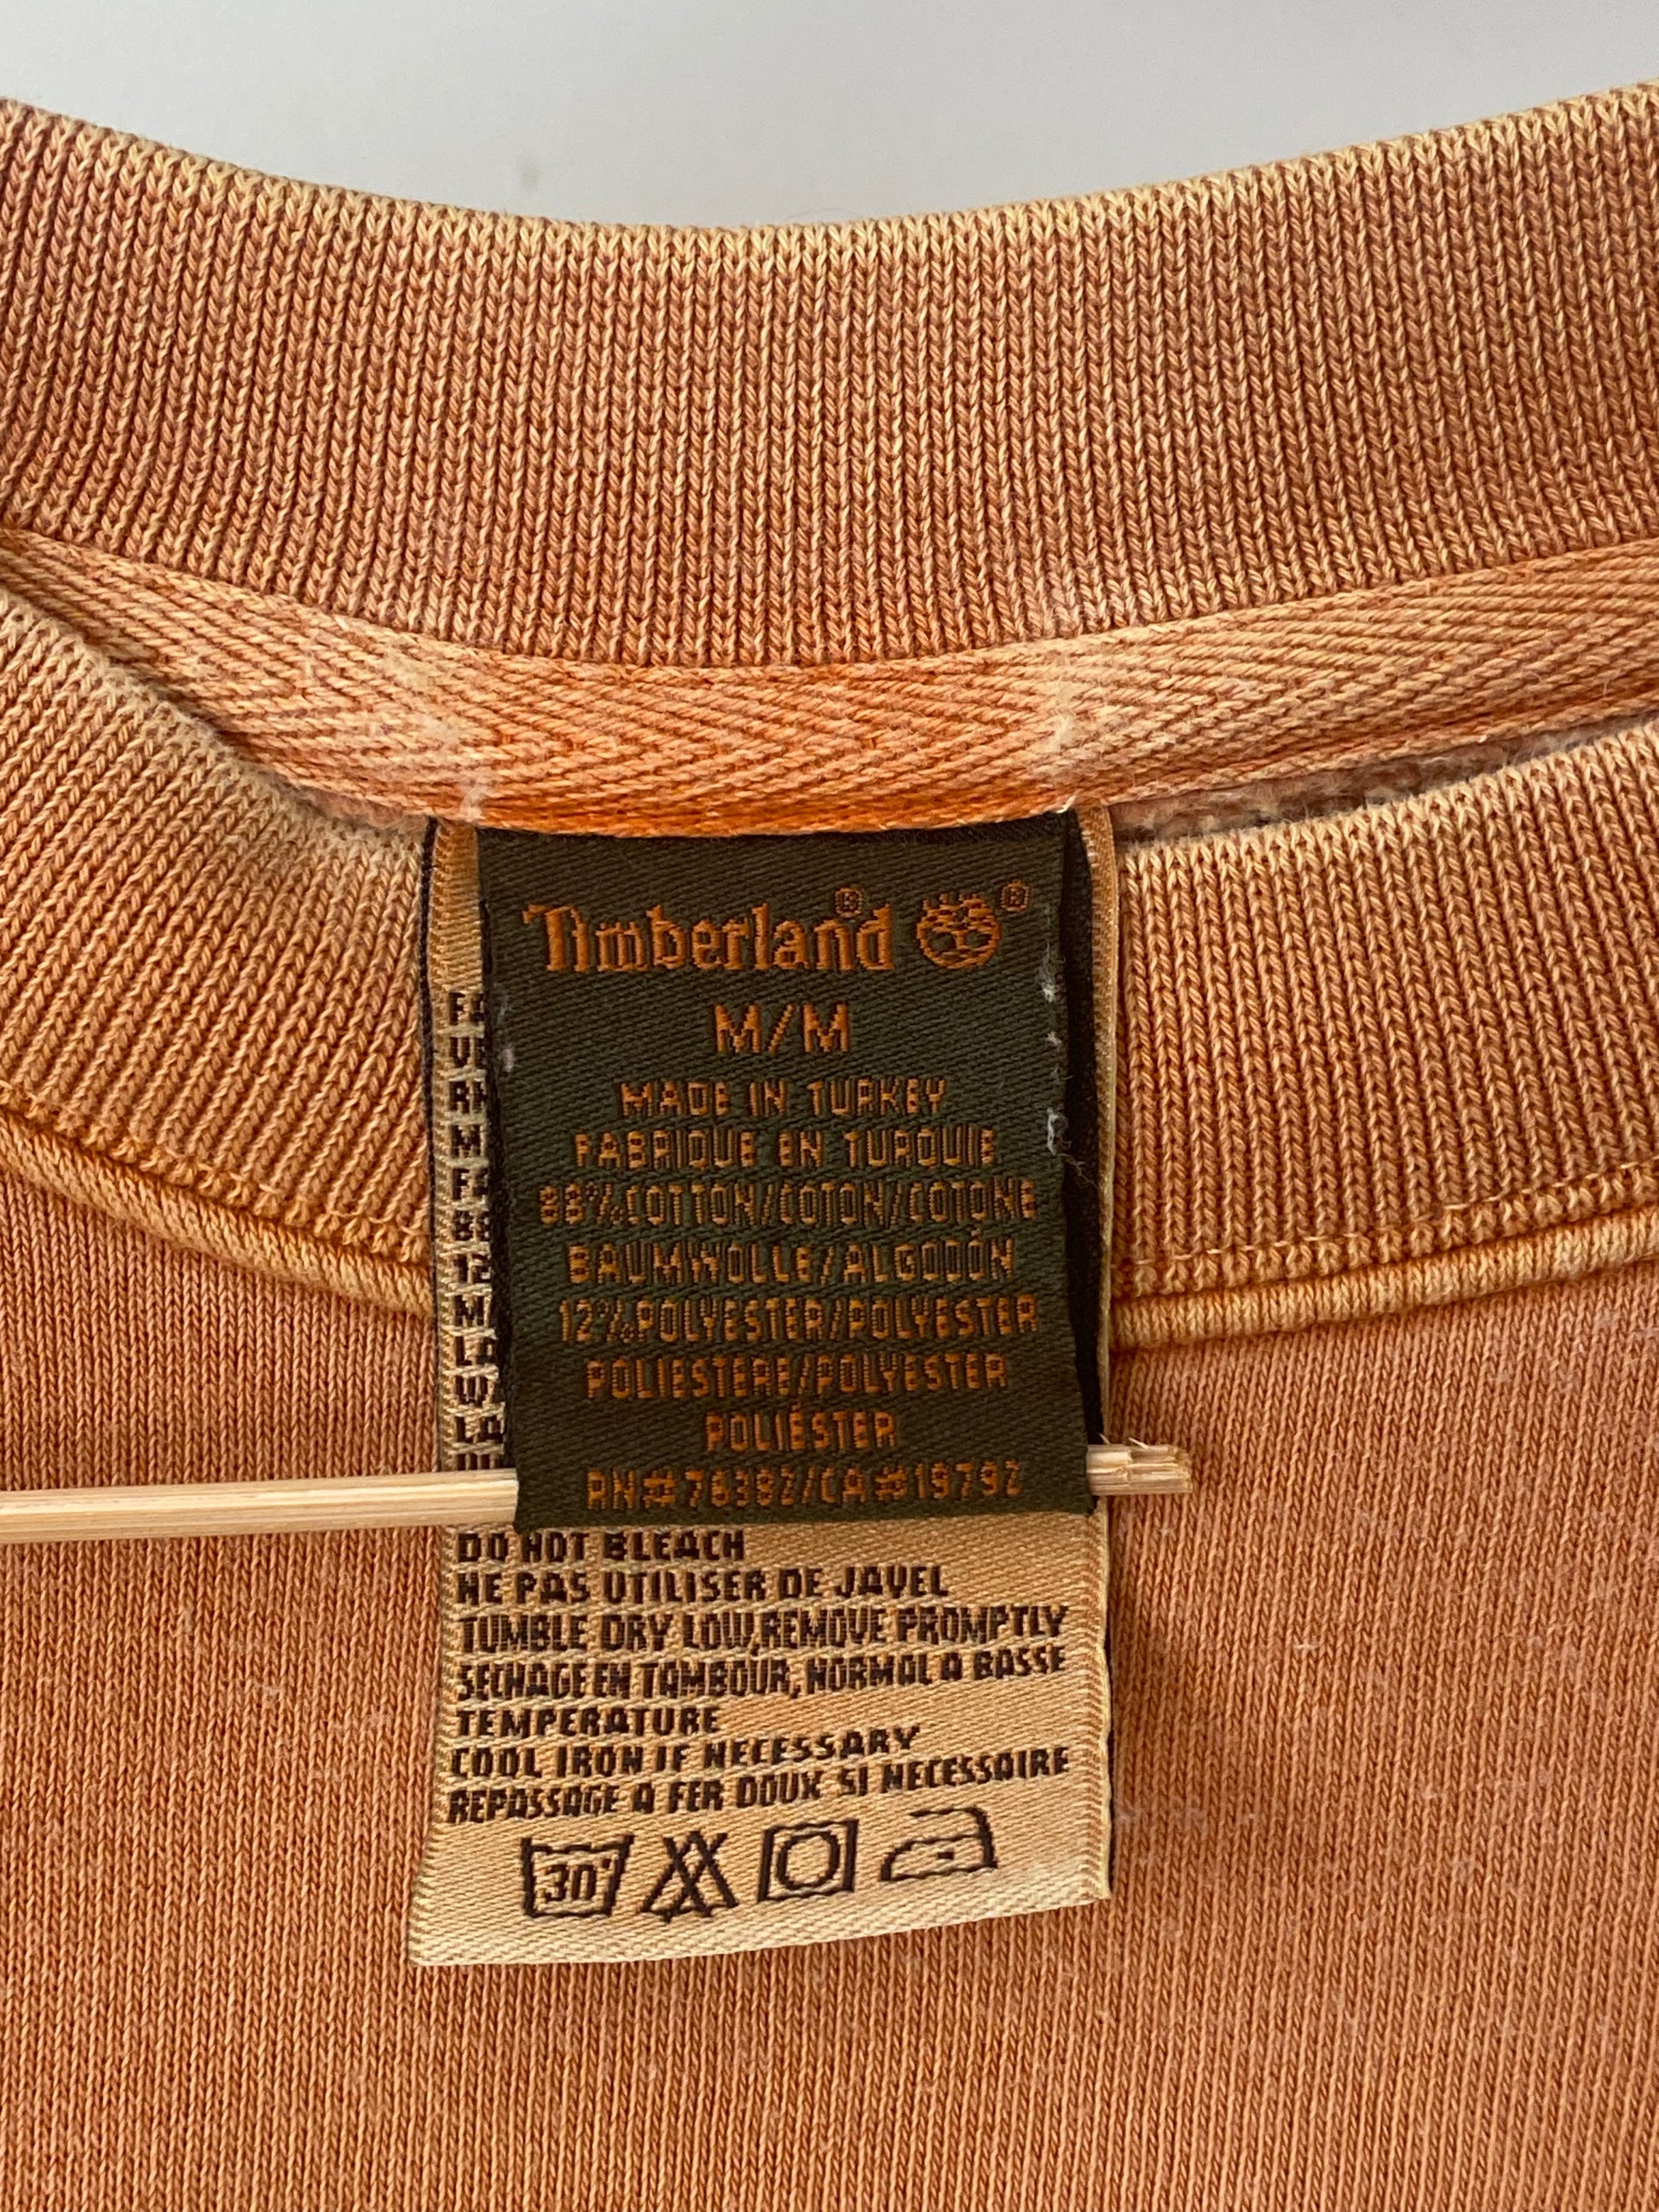 Timberland® ®
M/M
MADE IN TURKEY
FABRIQUE EN TURQUIE
88% COTTON/COTON/COTONE
BAUMWOLLE/ALGODÓN
12% POLYESTER/POLYESTER
POLIESTERE/POLYESTER
POLIÉSTER
RN#76392/CA#19792
DO NOT BLEACH
NE PAS UTILISER DE JAVEL
TUMBLE DRY LOW,REMOVE PROMPTLY
SECHAGE EN TAMBOUR, NORMAL A BASSE
TEMPERATURE
COOL IRON IF NECESSARY
REPASSAGE A FER DOUX SI NECESSAIRE
30°